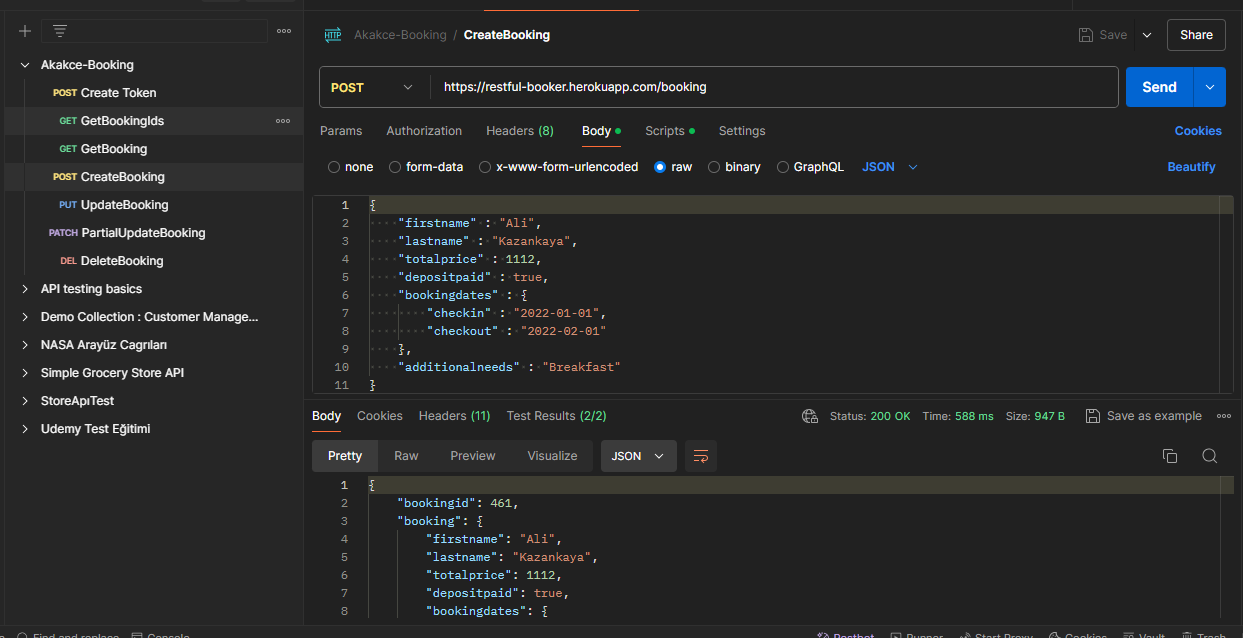 Akakce-Booking / CreateBooking
Save
Share
Akakce-Booking
POST Create Token
GET GetBookingIds
GET GetBooking
POST CreateBooking
PUT UpdateBooking
PATCH PartialUpdateBooking
DEL DeleteBooking
API testing basics
Demo Collection : Customer Manage...
NASA Arayüz Cagrıları
Simple Grocery Store API
StoreApıTest
Udemy Test Eğitimi
HTTP
POST
https://restful-booker.herokuapp.com/booking
Send
Params Authorization Headers (8) Body Scripts Settings Cookies
none form-data x-www-form-urlencoded raw binary GraphQL JSON Beautify
1 {
2 "firstname" : "Ali",
3 "lastname" : "Kazankaya",
4 "totalprice" : 1112,
5 "depositpaid" : true,
6 "bookingdates" : {
7 "checkin" : "2022-01-01",
8 "checkout" : "2022-02-01"
9 },
10 "additionalneeds" : "Breakfast"
11 }
Body Cookies Headers (11) Test Results (2/2) Status: 200 OK Time: 588 ms Size: 947 B Save as example
Pretty Raw Preview Visualize JSON
1 {
2 "bookingid": 461,
3 "booking": {
4 "firstname": "Ali",
5 "lastname": "Kazankaya",
6 "totalprice": 1112,
7 "depositpaid": true,
8 "bookingdates": {
Find and replace Console Postbot Runner Start Proxy Cookies Vault Trash